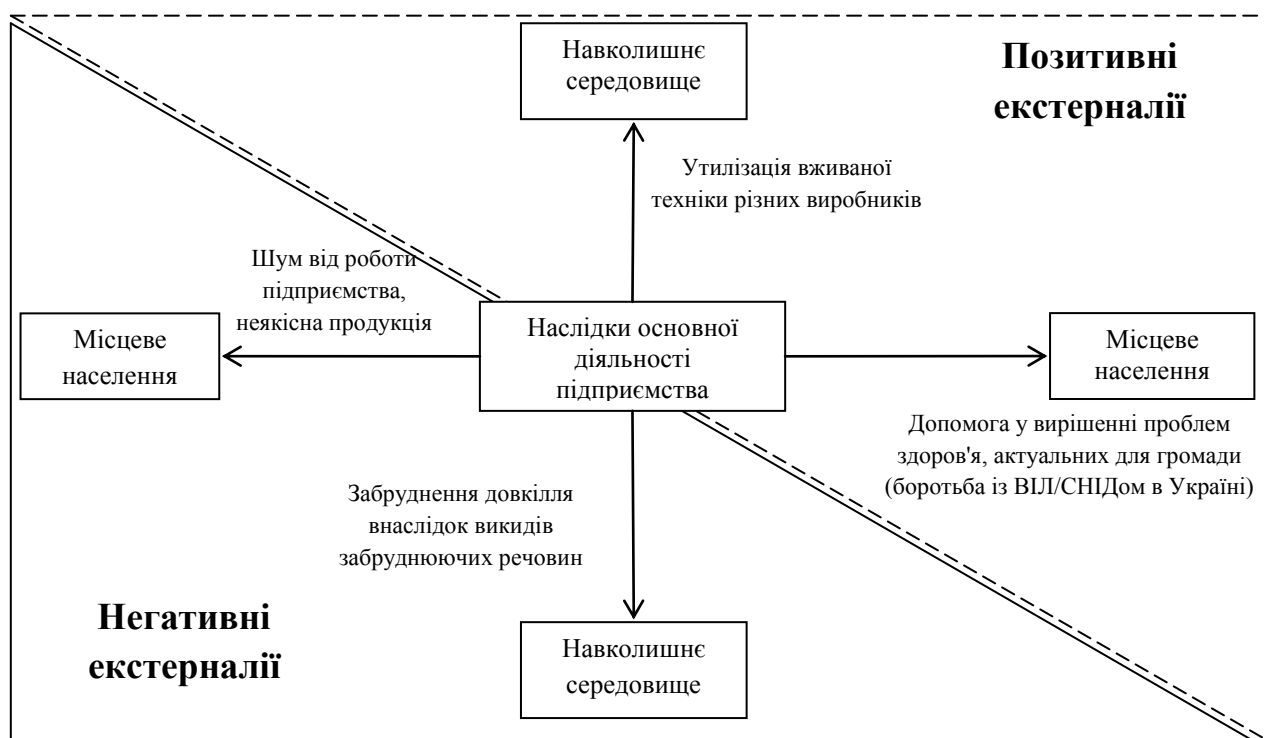 Навколишнє
середовище
Позитивні
екстерналії
Утилізація вживаної
техніки різних виробників
Шум від роботи
підприємства,
неякісна продукція
Місцеве
населення
Наслідки основної
діяльності
підприємства
Місцеве
населення
Допомога у вирішенні проблем
здоров'я, актуальних для громади
(боротьба із ВІЛ/СНІДом в Україні)
Забруднення довкілля
внаслідок викидів
забруднюючих речовин
Негативні
екстерналії
Навколишнє
середовище